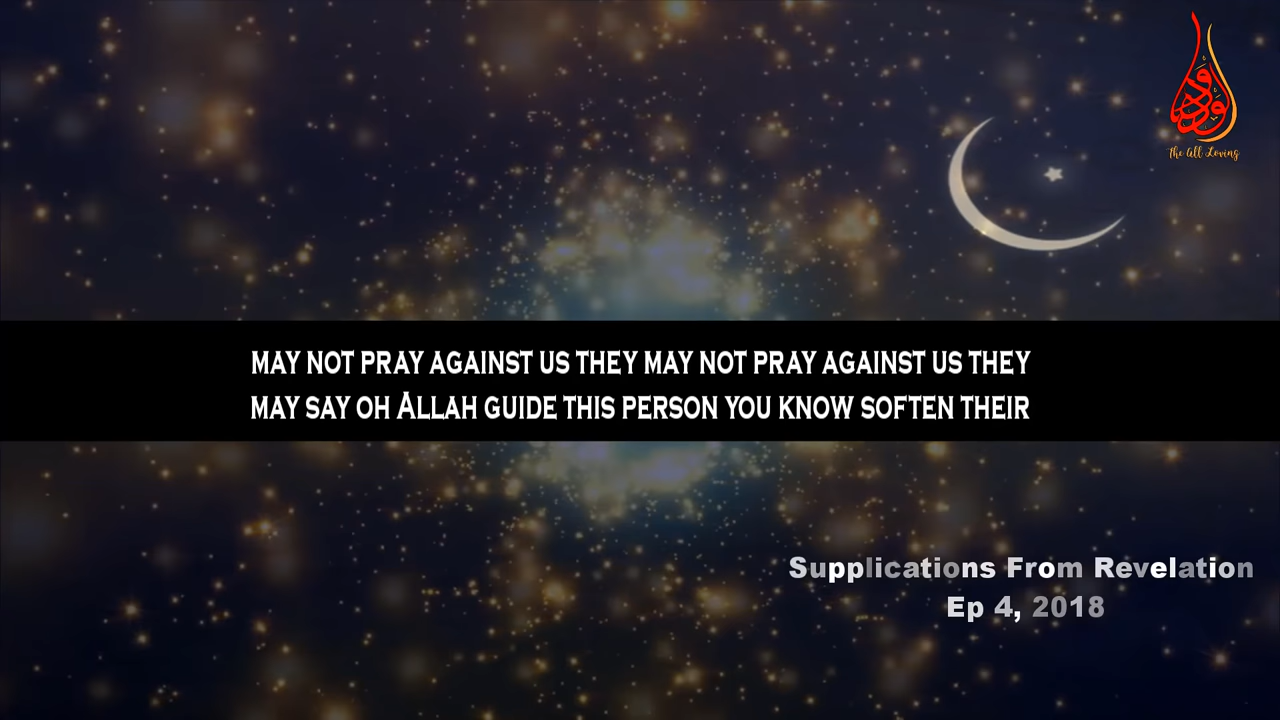 الودود
The All Loving
MAY NOT PRAY AGAINST US THEY MAY NOT PRAY AGAINST US THEY
MAY SAY OH ALLAH GUIDE THIS PERSON YOU KNOW SOFTEN THEIR
Supplications From Revelation
Ep 4, 2018